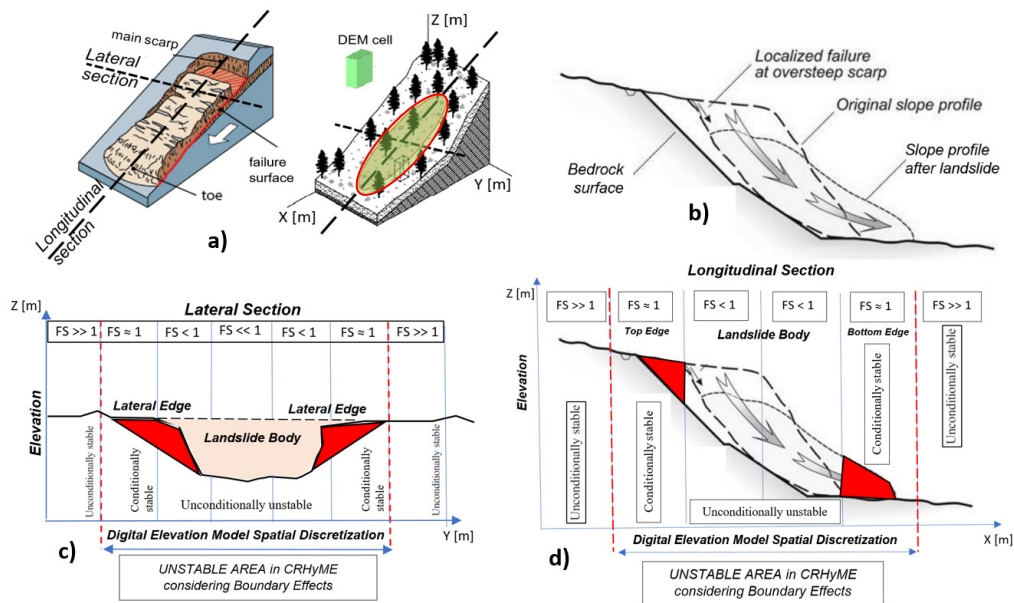 main scarp
Lateral
section
failure
surface
toe
Longitudinal
section
a)
DEM cell
Z [m]
X [m]
Y [m]
Localized failure
at oversteep scarp
Original slope profile
Slope profile
after landslide
Bedrock
surface
b)
Lateral Section
Z [m]
FS >> 1
FS ≈ 1
FS < 1
FS << 1
FS < 1
FS ≈ 1
FS >> 1
Elevation
Lateral Edge
Lateral Edge
Landslide Body
Unconditionally stable
Conditionally
stable
Unconditionally unstable
Conditionally
stable
Unconditionally stable
Y [m]
c)
Digital Elevation Model Spatial Discretization
UNSTABLE AREA in CRHyME
considering Boundary Effects
Longitudinal Section
Z [m]
FS >> 1
FS ≈ 1
FS < 1
FS < 1
FS ≈ 1
FS >> 1
Top Edge
Landslide Body
Bottom Edge
Elevation
Unconditionally stable
Conditionally stable
Unconditionally unstable
Conditionally stable
Unconditionally stable
X [m]
d)
Digital Elevation Model Spatial Discretization
UNSTABLE AREA in CRHyME
considering Boundary Effects